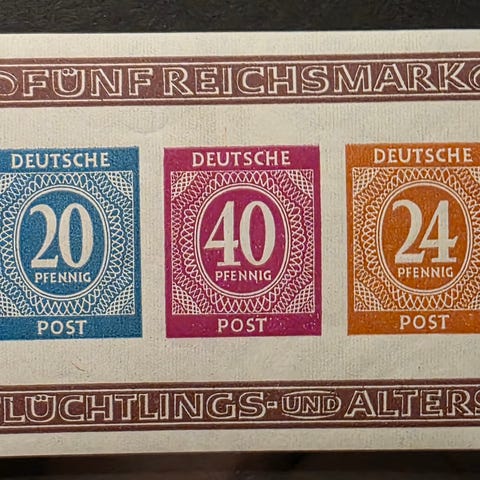 FÜNF REICHSMARK
DEUTSCHE
20
PFENNIG
POST
DEUTSCHE
40
PFENNIG
POST
DEUTSCHE
24
PFENNIG
POST
LÜCHTLINGS-UND ALTERS